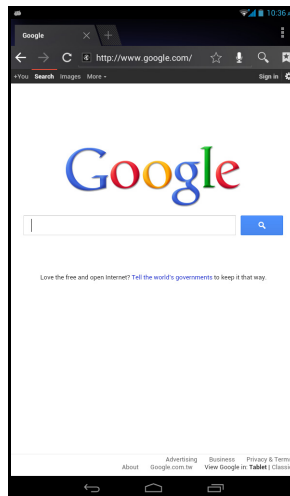 10:36
Google
http://www.google.com/
+You Search Images More
Sign in
Google
Love the free and open Internet? Tell the world's governments to keep it that way.
Advertising Business Privacy & Term
About Google.com.tw View Google in: Tablet | Classic